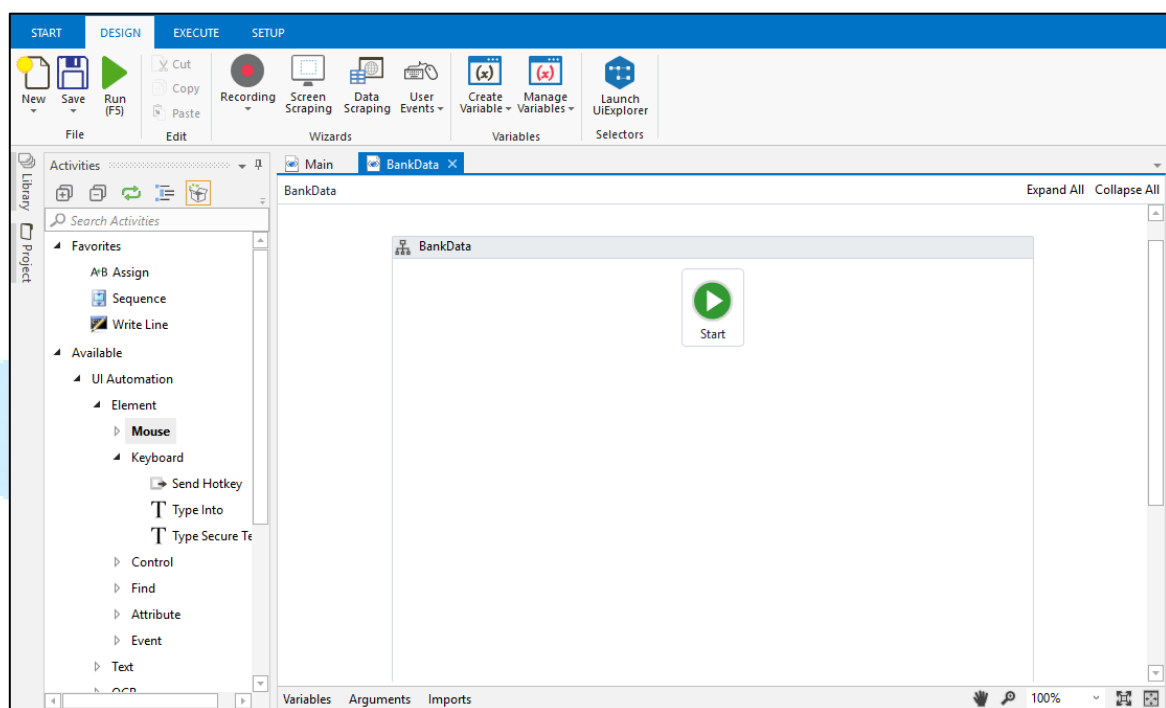 START DESIGN EXECUTE SETUP
New Save Run (F5)
Cut
Copy
Paste
Recording Screen Scraping Data Scraping User Events Create Variable Manage Variables Launch UiExplorer
File Edit Wizards Variables Selectors
Library
Project
Activities
Search Activities
Favorites
A+B Assign
Sequence
Write Line
Available
UI Automation
Element
Mouse
Keyboard
Send Hotkey
T Type Into
T Type Secure Te
Control
Find
Attribute
Event
Text
Main BankData
BankData Expand All Collapse All
BankData
Start
Variables Arguments Imports 100%